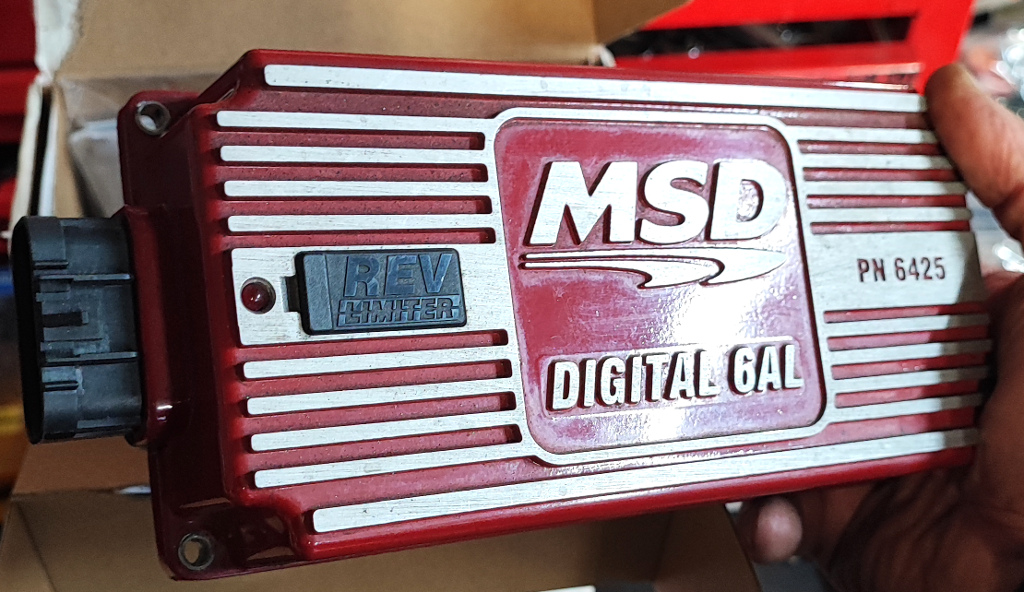 MSD
REV
LIMITER
PN 6425
DIGITAL 6AL